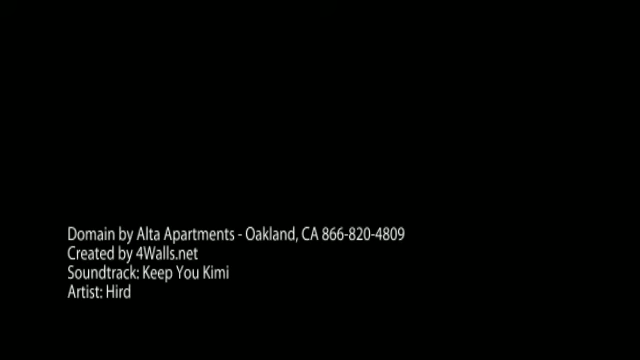 Domain by Alta Apartments - Oakland, CA 866-820-4809
Created by 4Walls.net
Soundtrack: Keep You Kimi
Artist: Hird